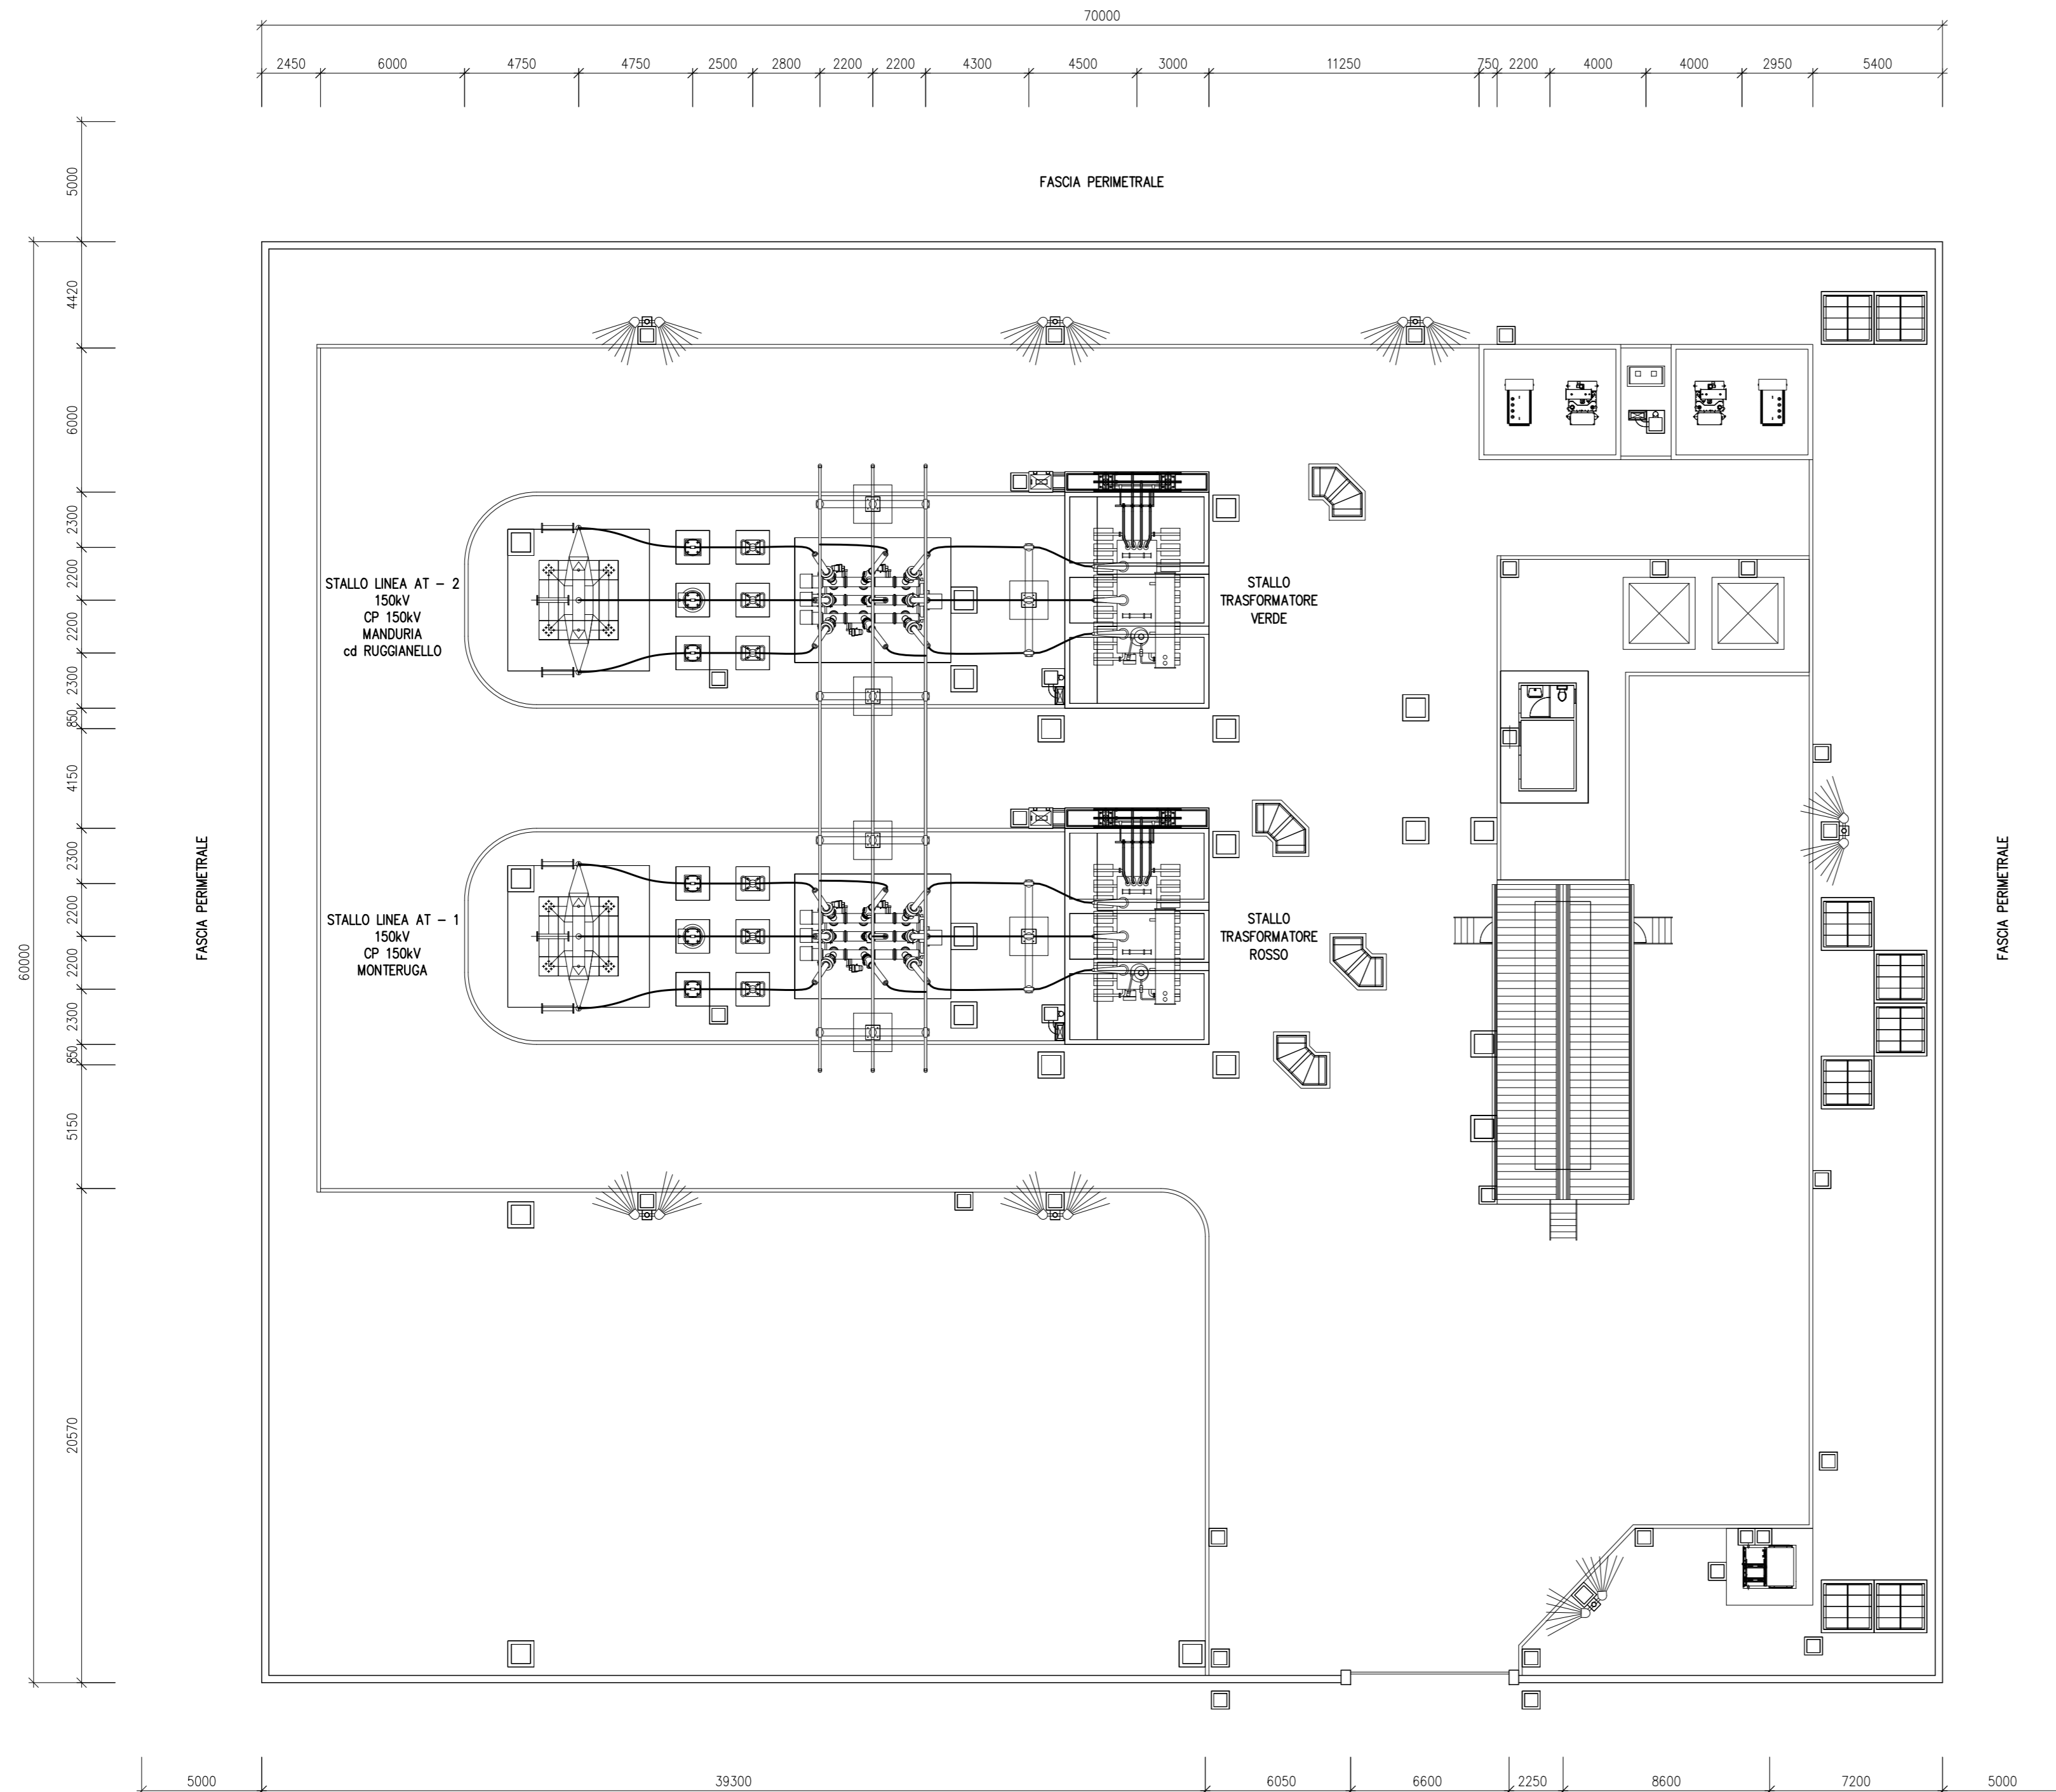 70000
2450 6000 4750 4750 2500 2800 2200 2200 4300 4500 3000 11250 750 2200 4000 4000 2950 5400
FASCIA PERIMETRALE
5000
4420
6000
2300
2200
2200
2300
850
4150
2300
2200
2200
2300
850
5150
20570
60000
FASCIA PERIMETRALE
STALLO LINEA AT - 2
150kV
CP 150kV
MANDURIA
cd RUGGIANELLO
STALLO
TRASFORMATORE
VERDE
STALLO LINEA AT - 1
150kV
CP 150kV
MONTERUGA
STALLO
TRASFORMATORE
ROSSO
FASCIA PERIMETRALE
5000 39300 6050 6600 2250 8600 7200 5000